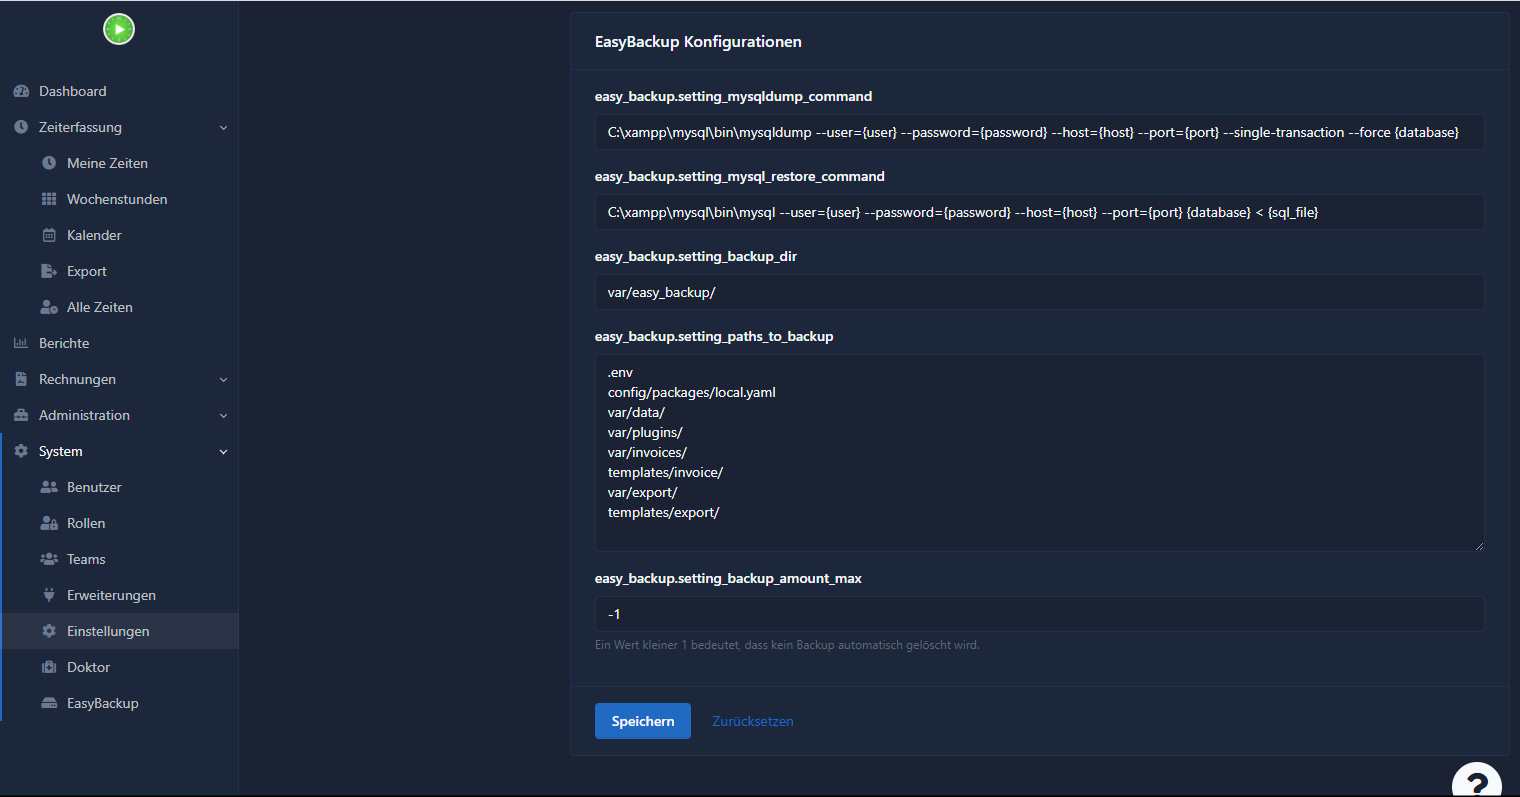 Dashboard
Zeiterfassung
Meine Zeiten
Wochenstunden
Kalender
Export
Alle Zeiten
Berichte
Rechnungen
Administration
System
Benutzer
Rollen
Teams
Erweiterungen
Einstellungen
Doktor
EasyBackup
EasyBackup Konfigurationen
easy_backup.setting_mysqldump_command
C:\xampp\mysql\bin\mysqldump --user={user} --password={password} --host={host} --port={port} --single-transaction --force {database}
easy_backup.setting_mysql_restore_command
C:\xampp\mysql\bin\mysql --user={user} --password={password} --host={host} --port={port} {database} < {sql_file}
easy_backup.setting_backup_dir
var/easy_backup/
easy_backup.setting_paths_to_backup
.env
config/packages/local.yaml
var/data/
var/plugins/
var/invoices/
templates/invoice/
var/export/
templates/export/
easy_backup.setting_backup_amount_max
-1
Ein Wert kleiner 1 bedeutet, dass kein Backup automatisch gelöscht wird.
Speichern
Zurücksetzen
?